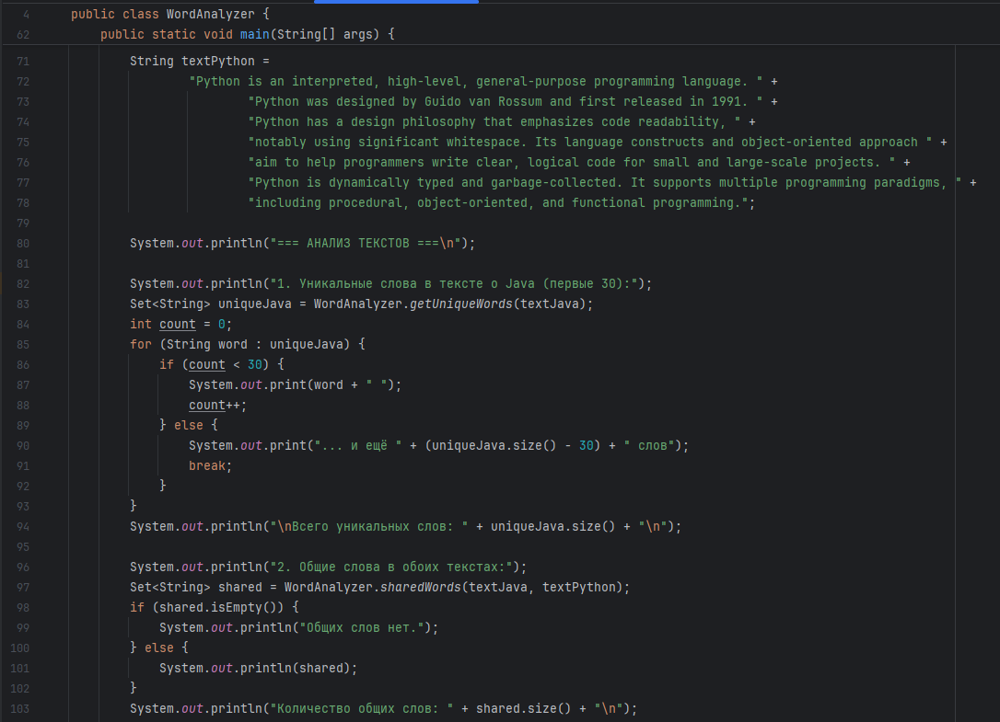 4 public class WordAnalyzer {
62 public static void main(String[] args) {
71 String textPython =
72 "Python is an interpreted, high-level, general-purpose programming language. " +
73 "Python was designed by Guido van Rossum and first released in 1991. " +
74 "Python has a design philosophy that emphasizes code readability, " +
75 "notably using significant whitespace. Its language constructs and object-oriented approach " +
76 "aim to help programmers write clear, logical code for small and large-scale projects. " +
77 "Python is dynamically typed and garbage-collected. It supports multiple programming paradigms, " +
78 "including procedural, object-oriented, and functional programming.";
79
80 System.out.println("=== АНАЛИЗ ТЕКСТОВ ===\n");
81
82 System.out.println("1. Уникальные слова в тексте о Java (первые 30):");
83 Set<String> uniqueJava = WordAnalyzer.getUniqueWords(textJava);
84 int count = 0;
85 for (String word : uniqueJava) {
86 if (count < 30) {
87 System.out.print(word + " ");
88 count++;
89 } else {
90 System.out.print("... и ещё " + (uniqueJava.size() - 30) + " слов");
91 break;
92 }
93 }
94 System.out.println("\nВсего уникальных слов: " + uniqueJava.size() + "\n");
95
96 System.out.println("2. Общие слова в обоих текстах:");
97 Set<String> shared = WordAnalyzer.sharedWords(textJava, textPython);
98 if (shared.isEmpty()) {
99 System.out.println("Общих слов нет.");
100 } else {
101 System.out.println(shared);
102 }
103 System.out.println("Количество общих слов: " + shared.size() + "\n");